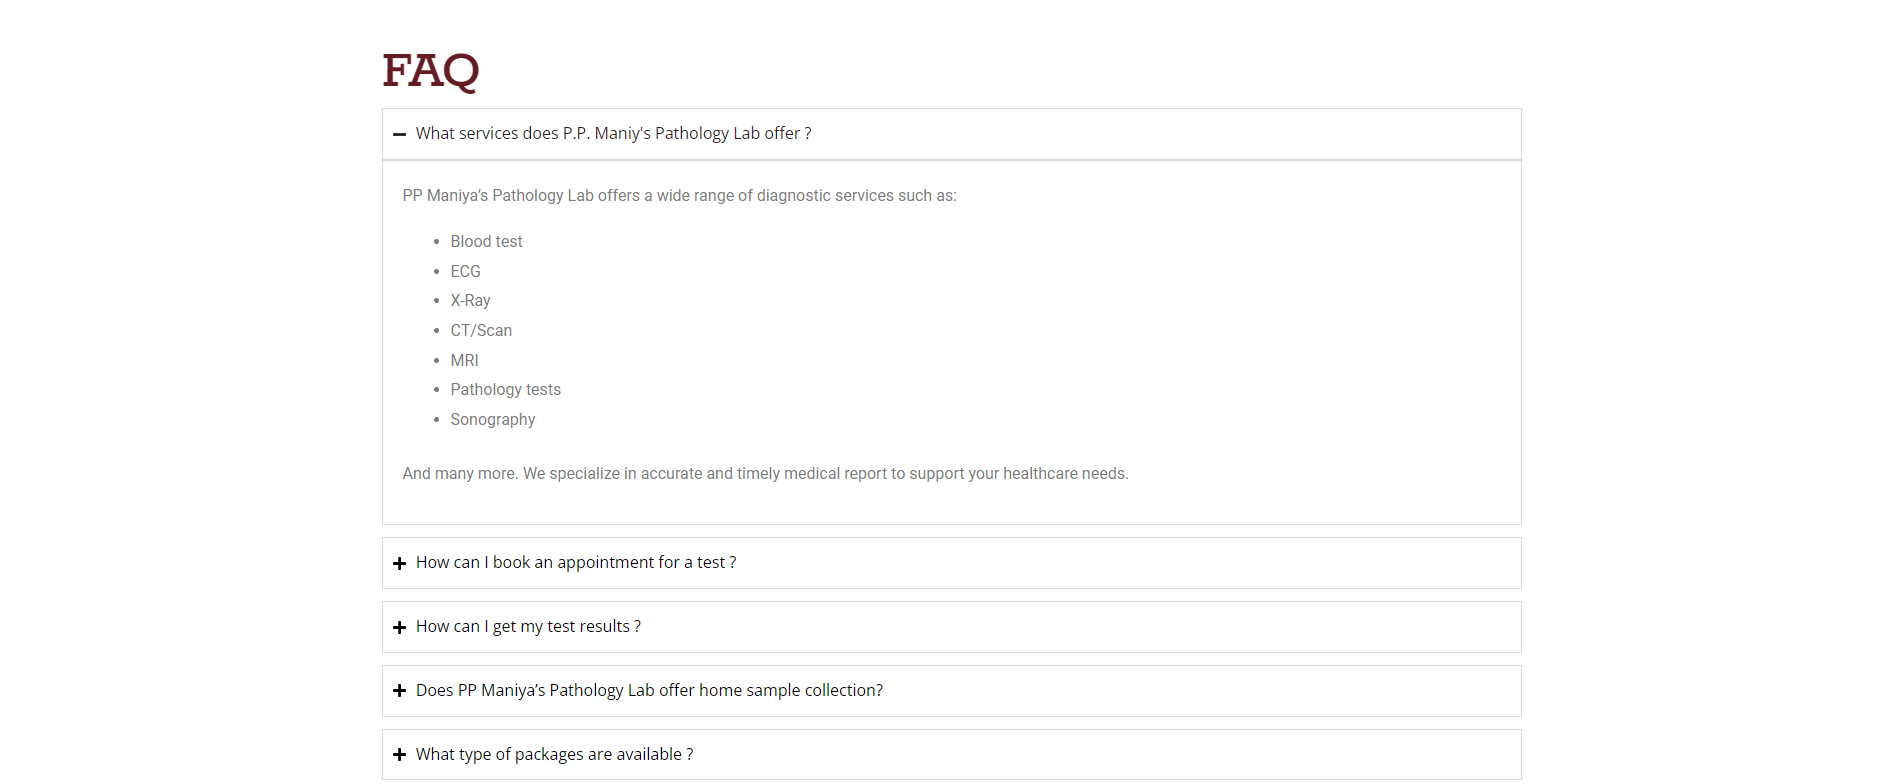 FAQ
What services does P.P. Maniy's Pathology Lab offer ?
PP Maniya’s Pathology Lab offers a wide range of diagnostic services such as:
Blood test
ECG
X-Ray
CT/Scan
MRI
Pathology tests
Sonography
And many more. We specialize in accurate and timely medical report to support your healthcare needs.
How can I book an appointment for a test ?
How can I get my test results ?
Does PP Maniya’s Pathology Lab offer home sample collection?
What type of packages are available ?